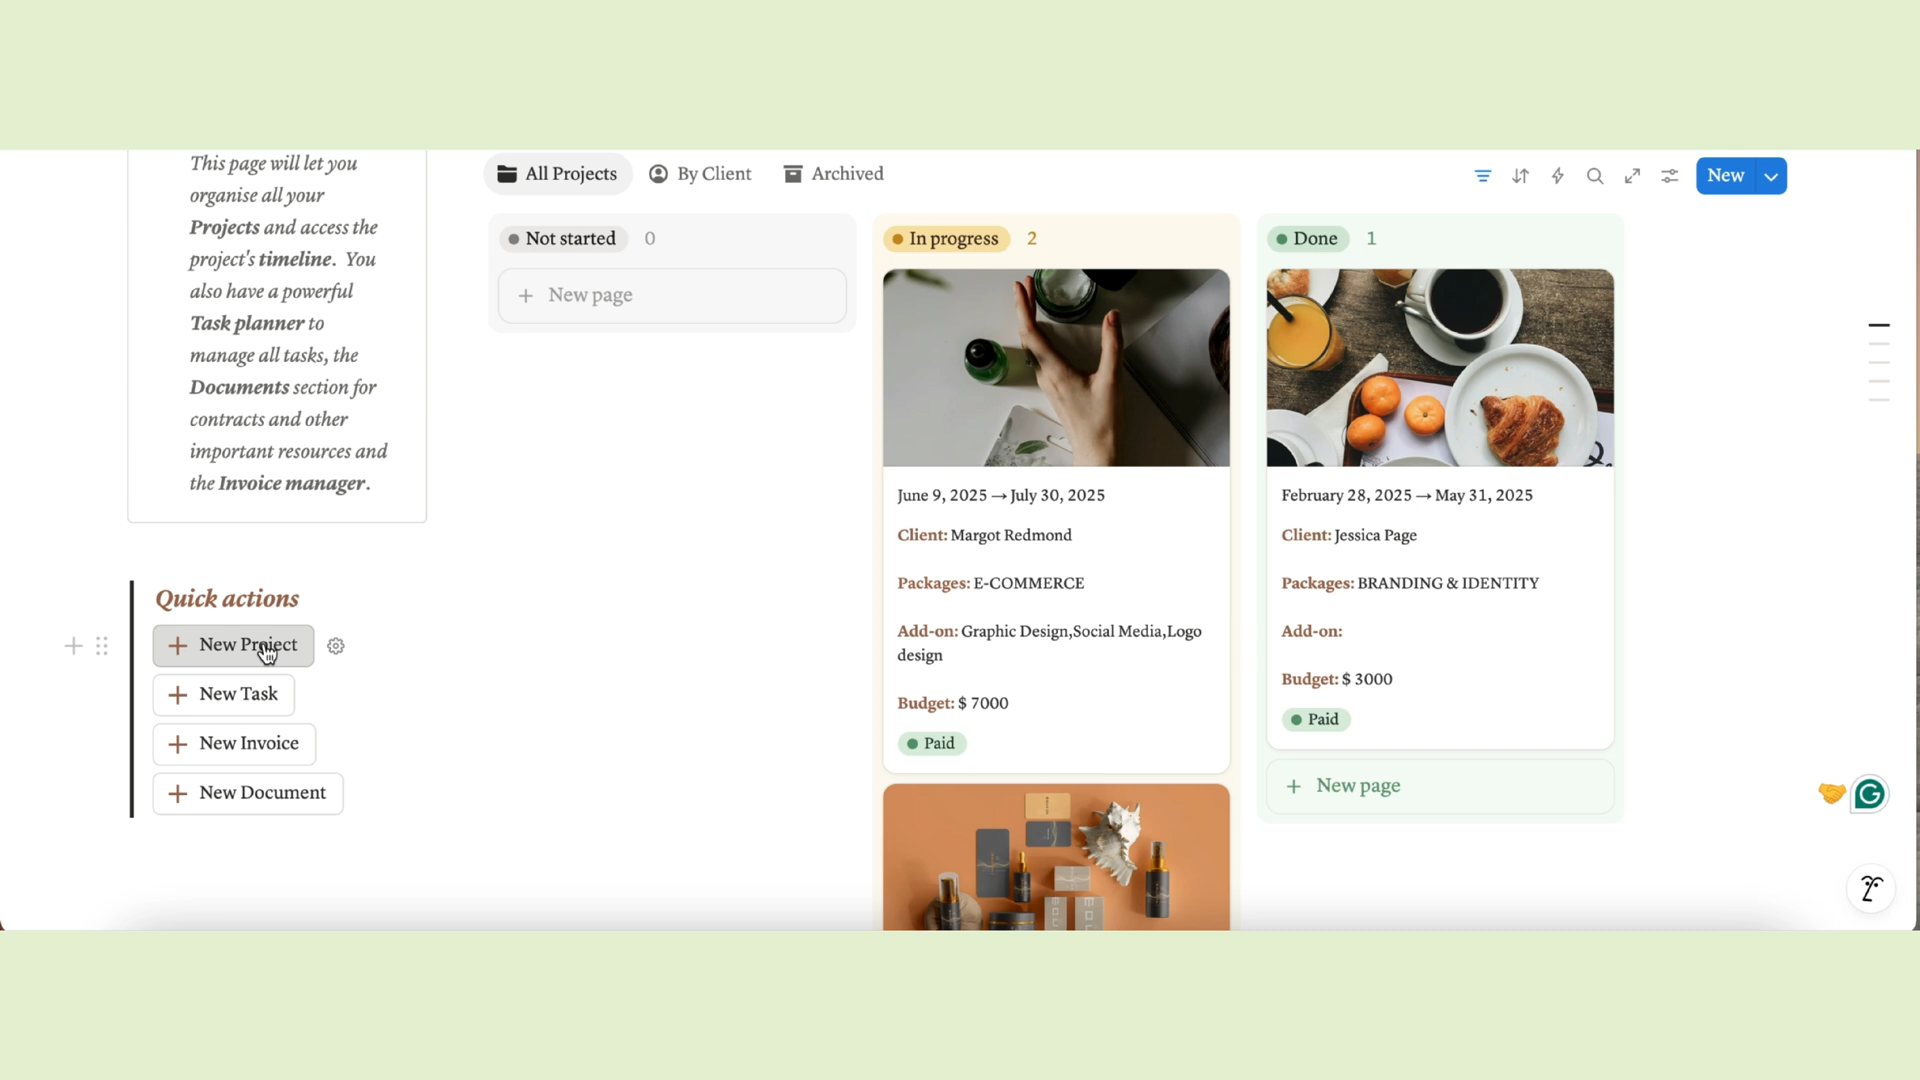 This page will let you
organise all your
Projects and access the
project's timeline. You
also have a powerful
Task planner to
manage all tasks, the
Documents section for
contracts and other
important resources and
the Invoice manager.
Quick actions
New Project
New Task
New Invoice
New Document
All Projects
By Client
Archived
New
Not started 0
New page
In progress 2
June 9, 2025 → July 30, 2025
Client: Margot Redmond
Packages: E-COMMERCE
Add-on: Graphic Design,Social Media,Logo
design
Budget: $ 7000
Paid
Done 1
February 28, 2025 → May 31, 2025
Client: Jessica Page
Packages: BRANDING & IDENTITY
Add-on:
Budget: $ 3000
Paid
New page